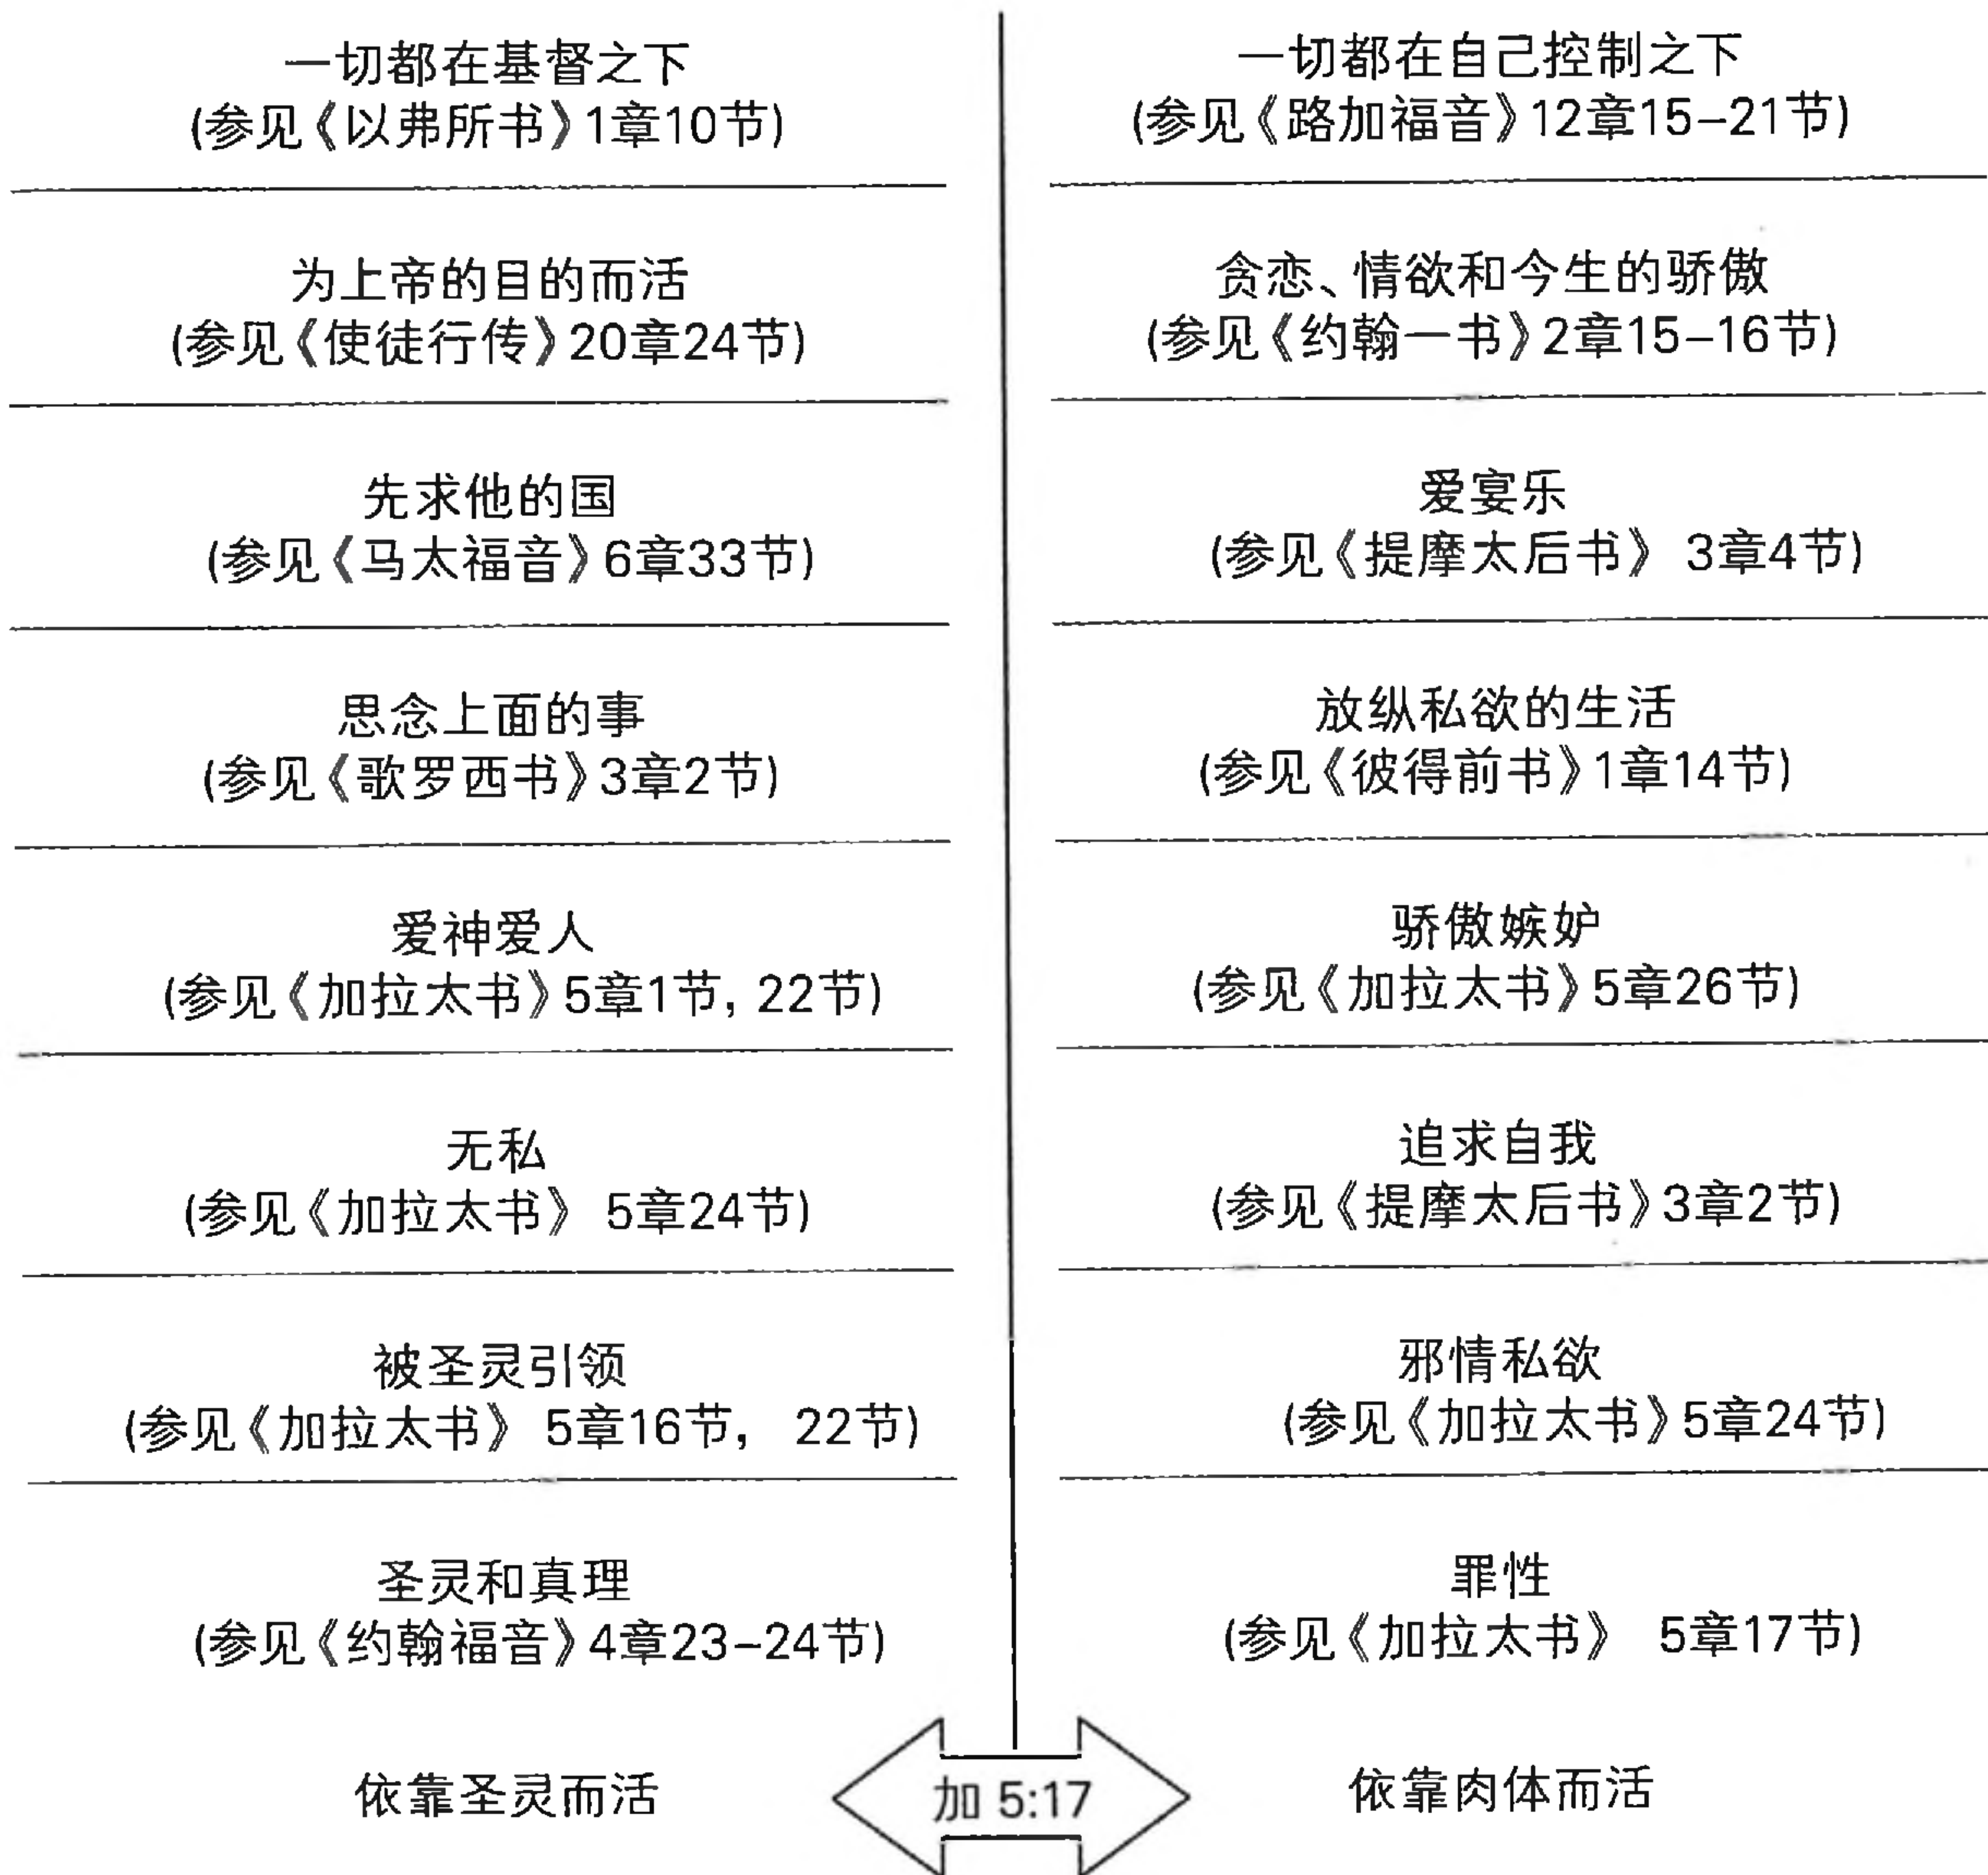 一切都在基督之下
(参见《以弗所书》1章10节)
为上帝的目的而活
(参见《使徒行传》20章24节)
先求他的国
(参见《马太福音》6章33节)
思念上面的事
(参见《歌罗西书》3章2节)
爱神爱人
(参见《加拉太书》5章1节, 22节)
无私
(参见《加拉太书》 5章24节)
被圣灵引领
(参见《加拉太书》 5章16节, 22节)
圣灵和真理
(参见《约翰福音》4章23–24节)
依靠圣灵而活
一切都在自己控制之下
(参见《路加福音》12章15–21节)
贪恋、情欲和今生的骄傲
(参见《约翰一书》2章15–16节)
爱宴乐
(参见《提摩太后书》 3章4节)
放纵私欲的生活
(参见《彼得前书》1章14节)
骄傲嫉妒
(参见《加拉太书》5章26节)
追求自我
(参见《提摩太后书》3章2节)
邪情私欲
(参见《加拉太书》5章24节)
罪性
(参见《加拉太书》 5章17节)
依靠肉体而活
加 5:17